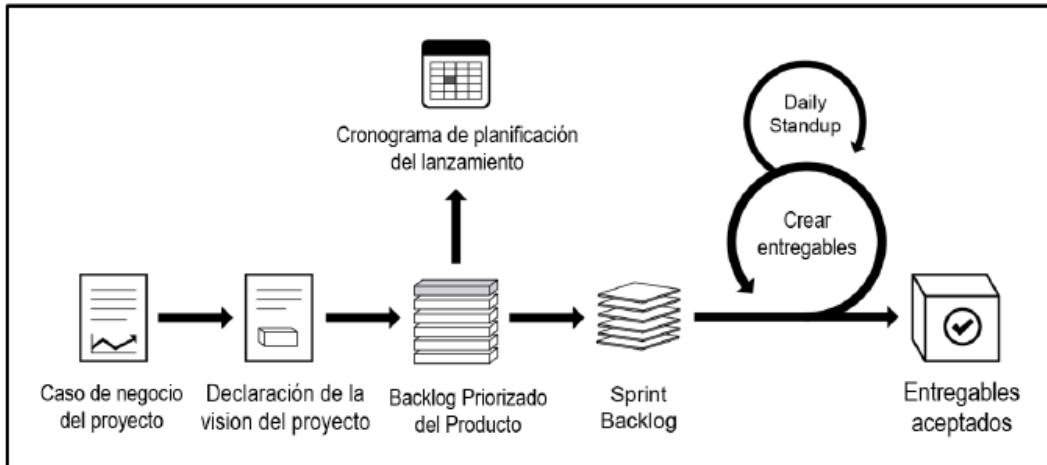 Cronograma de planificación
del lanzamiento
Daily
Standup
Crear
entregables
Caso de negocio
del proyecto
Declaración de la
vision del proyecto
Backlog Priorizado
del Producto
Sprint
Backlog
Entregables
aceptados